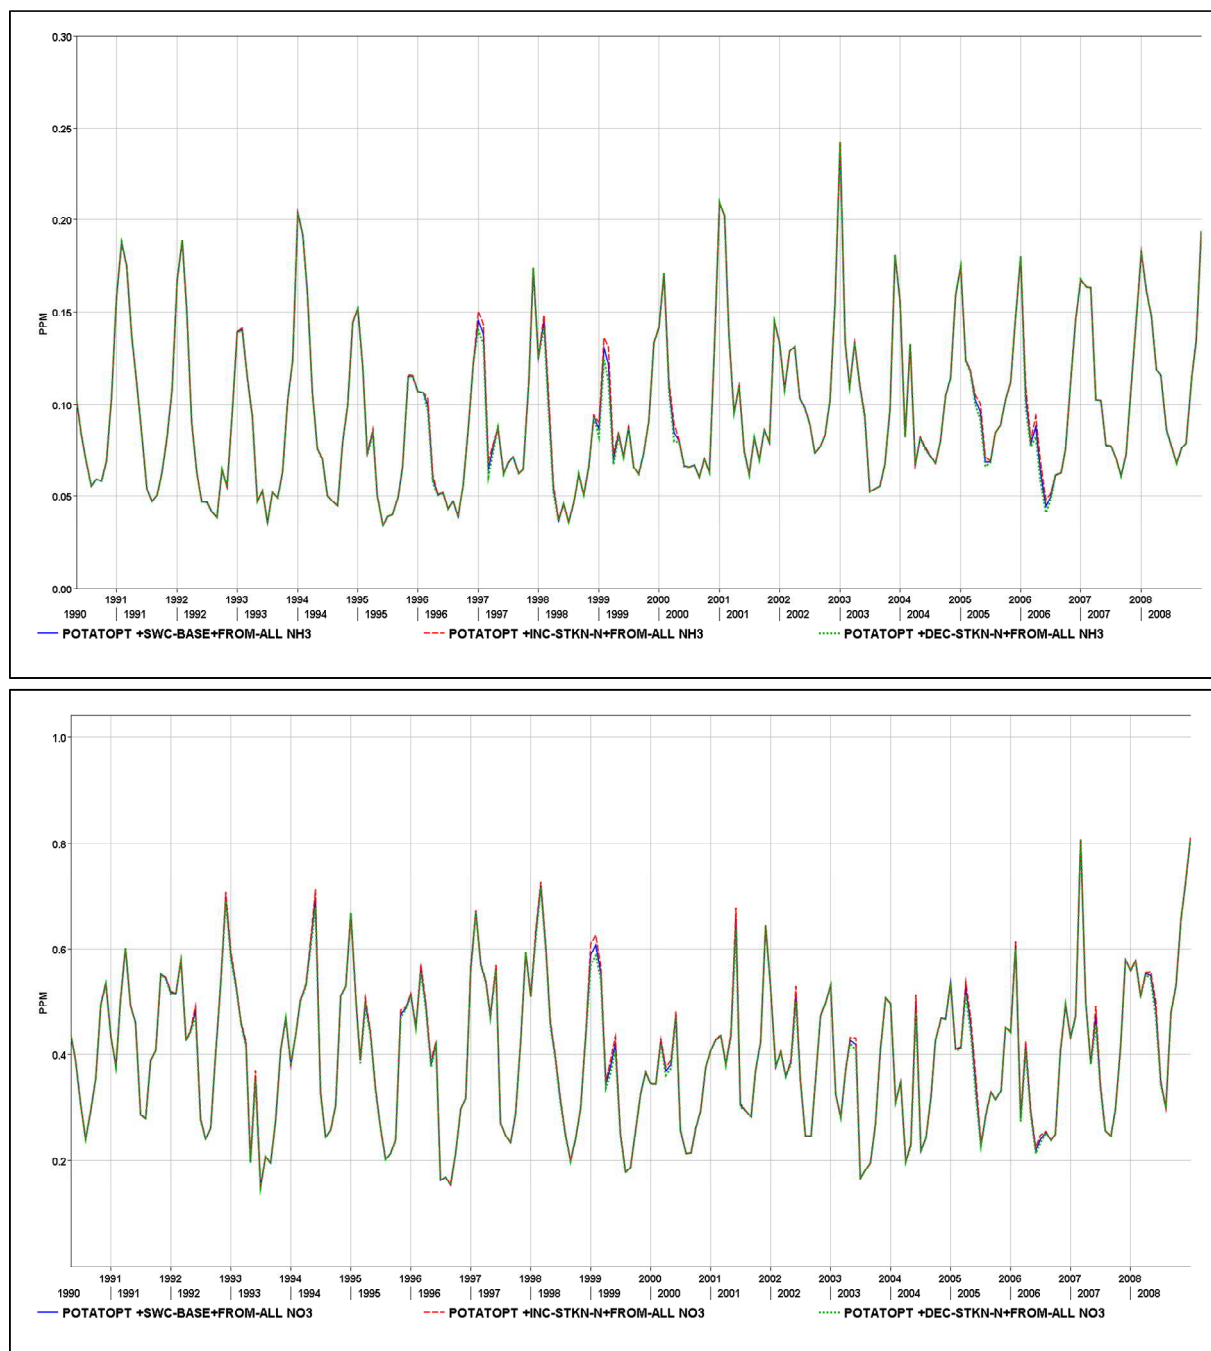 0.30
0.25
0.20
0.15
PPM
0.10
0.05
0.00
1991 1992 1993 1994 1995 1996 1997 1998 1999 2000 2001 2002 2003 2004 2005 2006 2007 2008
1990 | 1991 | 1992 | 1993 | 1994 | 1995 | 1996 | 1997 | 1998 | 1999 | 2000 | 2001 | 2002 | 2003 | 2004 | 2005 | 2006 | 2007 | 2008
POTATOPT +SWC-BASE+FROM-ALL NH3 POTATOPT +INC-STKN-N+FROM-ALL NH3 POTATOPT +DEC-STKN-N+FROM-ALL NH3
1.0
0.8
0.6
PPM
0.4
0.2
1991 1992 1993 1994 1995 1996 1997 1998 1999 2000 2001 2002 2003 2004 2005 2006 2007 2008
1990 | 1991 | 1992 | 1993 | 1994 | 1995 | 1996 | 1997 | 1998 | 1999 | 2000 | 2001 | 2002 | 2003 | 2004 | 2005 | 2006 | 2007 | 2008
POTATOPT +SWC-BASE+FROM-ALL NO3 POTATOPT +INC-STKN-N+FROM-ALL NO3 POTATOPT +DEC-STKN-N+FROM-ALL NO3